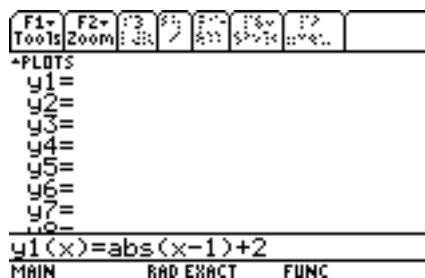 F1▾ F2▾
Tools Zoom
▴PLOTS
y1=
y2=
y3=
y4=
y5=
y6=
y7=
y1(x)=abs(x-1)+2
MAIN RAD EXACT FUNC